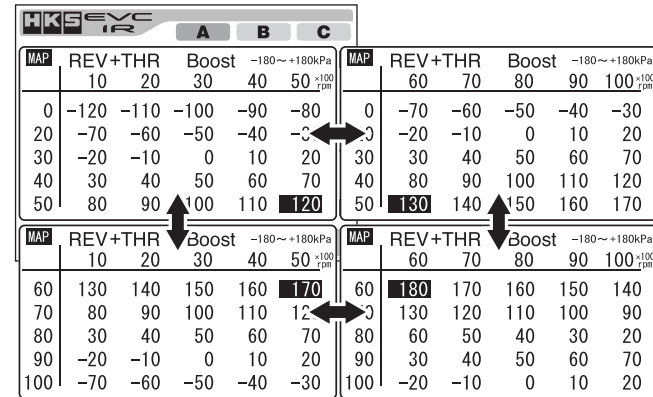 HKS EVC
IR
A B C
MAP REV+THR Boost -180~+180kPa
10 20 30 40 50 ×100 rpm
0 -120 -110 -100 -90 -80
20 -70 -60 -50 -40
30 -20 -10 0 10 20
40 30 40 50 60 70
50 80 90 100 110 120
MAP REV+THR Boost -180~+180kPa
60 70 80 90 100 ×100 rpm
0 -70 -60 -50 -40 -30
-20 -10 0 10 20
30 30 40 50 60 70
40 80 90 100 110 120
50 130 140 150 160 170
MAP REV+THR Boost -180~+180kPa
10 20 30 40 50 ×100 rpm
60 130 140 150 160 170
70 80 90 100 110
80 30 40 50 60 70
90 -20 -10 0 10 20
100 -70 -60 -50 -40 -30
MAP REV+THR Boost -180~+180kPa
60 70 80 90 100 ×100 rpm
60 180 170 160 150 140
130 120 110 100 90
80 60 50 40 30 20
90 30 40 50 60 70
100 -20 -10 0 10 20